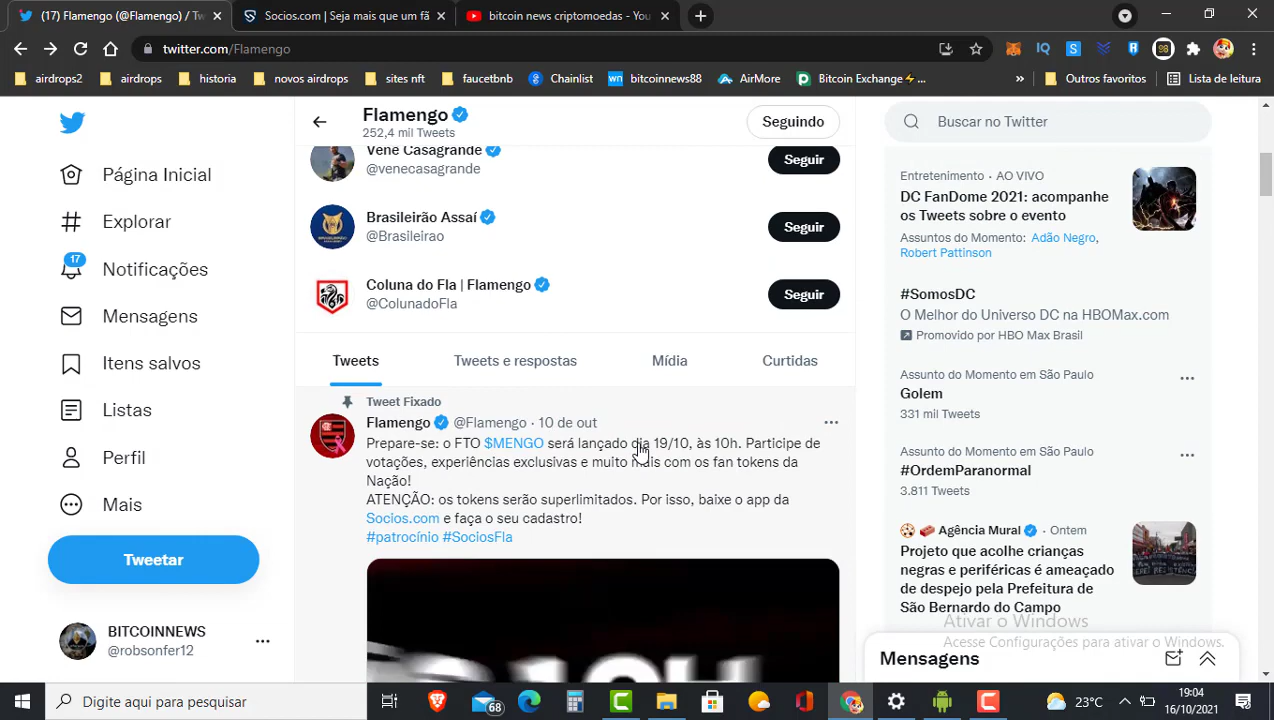 (17) Flamengo (@Flamengo) / Tw
Socios.com | Seja mais que um fã
bitcoin news criptomoedas - You
twitter.com/Flamengo
airdrops2
airdrops
historia
novos airdrops
sites nft
faucetbnb
Chainlist
wn
bitcoinnews88
AirMore
Bitcoin Exchange⚡...
»
Outros favoritos
Lista de leitura
Flamengo
252,4 mil Tweets
Seguindo
Buscar no Twitter
Página Inicial
Explorar
17
Notificações
Mensagens
Itens salvos
Listas
Perfil
Mais
Tweetar
BITCOINNEWS
@robsonfer12
Vene Casagrande
@venecasagrande
Seguir
Brasileirão Assaí
@Brasileirao
Seguir
Coluna do Fla | Flamengo
@ColunadoFla
Seguir
Tweets
Tweets e respostas
Mídia
Curtidas
Tweet Fixado
Flamengo @Flamengo · 10 de out
Prepare-se: o FTO $MENGO será lançado dia 19/10, às 10h. Participe de
votações, experiências exclusivas e muito mais com os fan tokens da
Nação!
ATENÇÃO: os tokens serão superlimitados. Por isso, baixe o app da
Socios.com e faça o seu cadastro!
#patrocínio #SociosFla
Entretenimento · AO VIVO
DC FanDome 2021: acompanhe
os Tweets sobre o evento
Assuntos do Momento: Adão Negro,
Robert Pattinson
#SomosDC
O Melhor do Universo DC na HBOMax.com
Promovido por HBO Max Brasil
Assunto do Momento em São Paulo
Golem
331 mil Tweets
Assunto do Momento em São Paulo
#OrdemParanormal
3.811 Tweets
Agência Mural · Ontem
Projeto que acolhe crianças
negras e periféricas é ameaçado
de despejo pela Prefeitura de
São Bernardo do Campo
Ativar o Windows
Acesse Configurações para ativar o Windows.
Mensagens
Digite aqui para pesquisar
68
23°C
19:04
16/10/2021